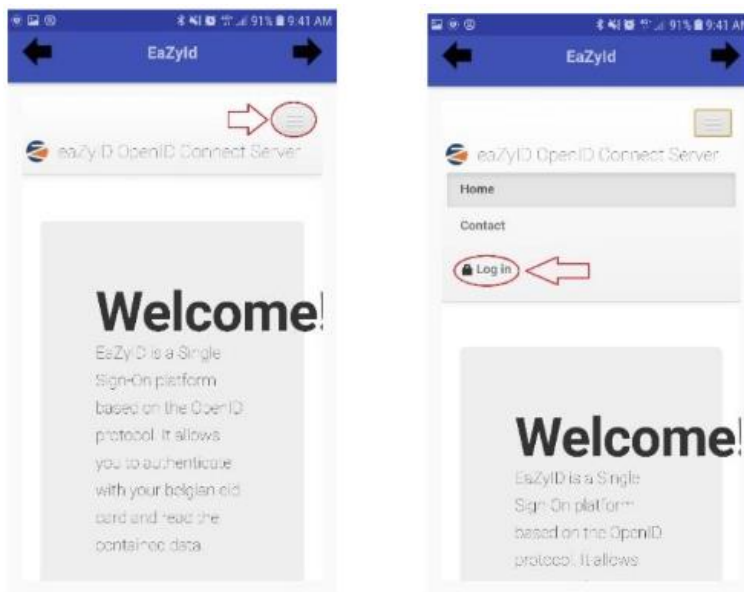 91% 9:41 AM
EaZyId
eaZyID OpenID Connect Server
Welcome!
EaZyID is a Single
Sign-On platform
based on the OpenID
protocol. It allows
you to authenticate
with your belgian eid
card and read the
contained data.
91% 9:41 AM
EaZyId
eaZyID OpenID Connect Server
Home
Contact
Log in
Welcome!
EaZyID is a Single
Sign-On platform
based on the OpenID
protocol. It allows